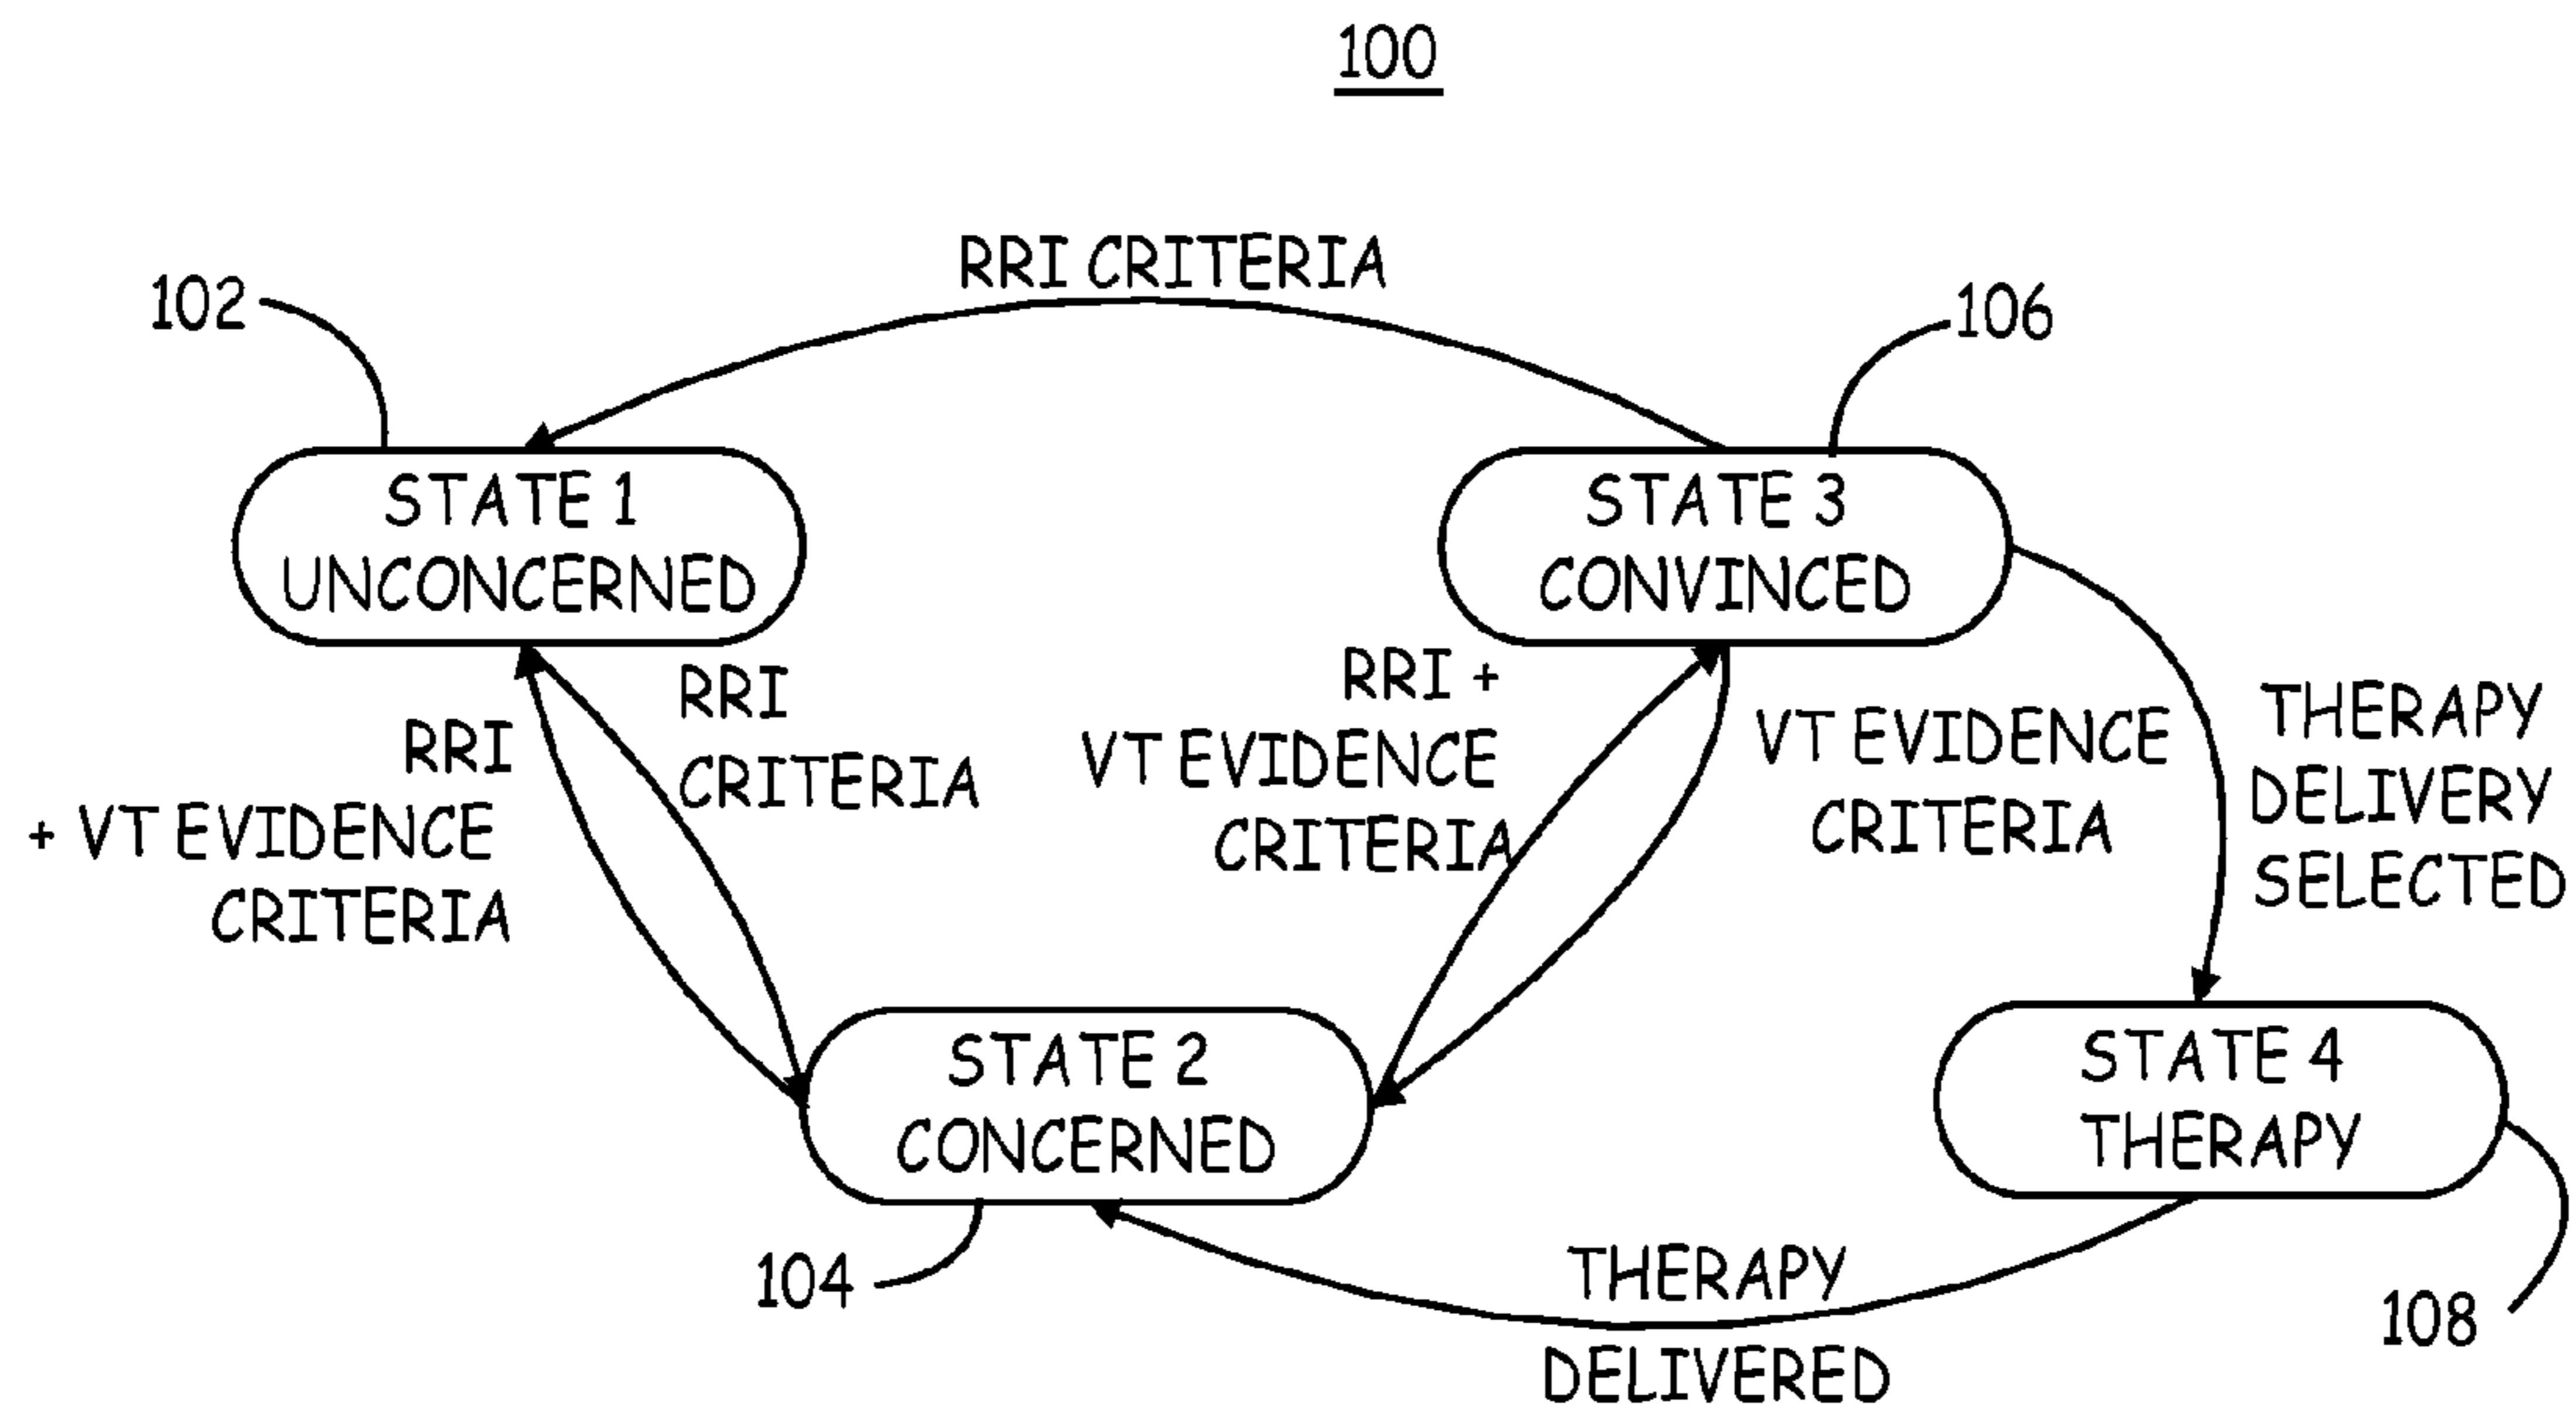 100
RRI CRITERIA
102
106
STATE 1
UNCONCERNED
STATE 3
CONVINCED
RRI
CRITERIA
RRI
+ VT EVIDENCE
CRITERIA
RRI +
VT EVIDENCE
CRITERIA
VT EVIDENCE
CRITERIA
THERAPY
DELIVERY
SELECTED
STATE 2
CONCERNED
STATE 4
THERAPY
104
THERAPY
DELIVERED
108